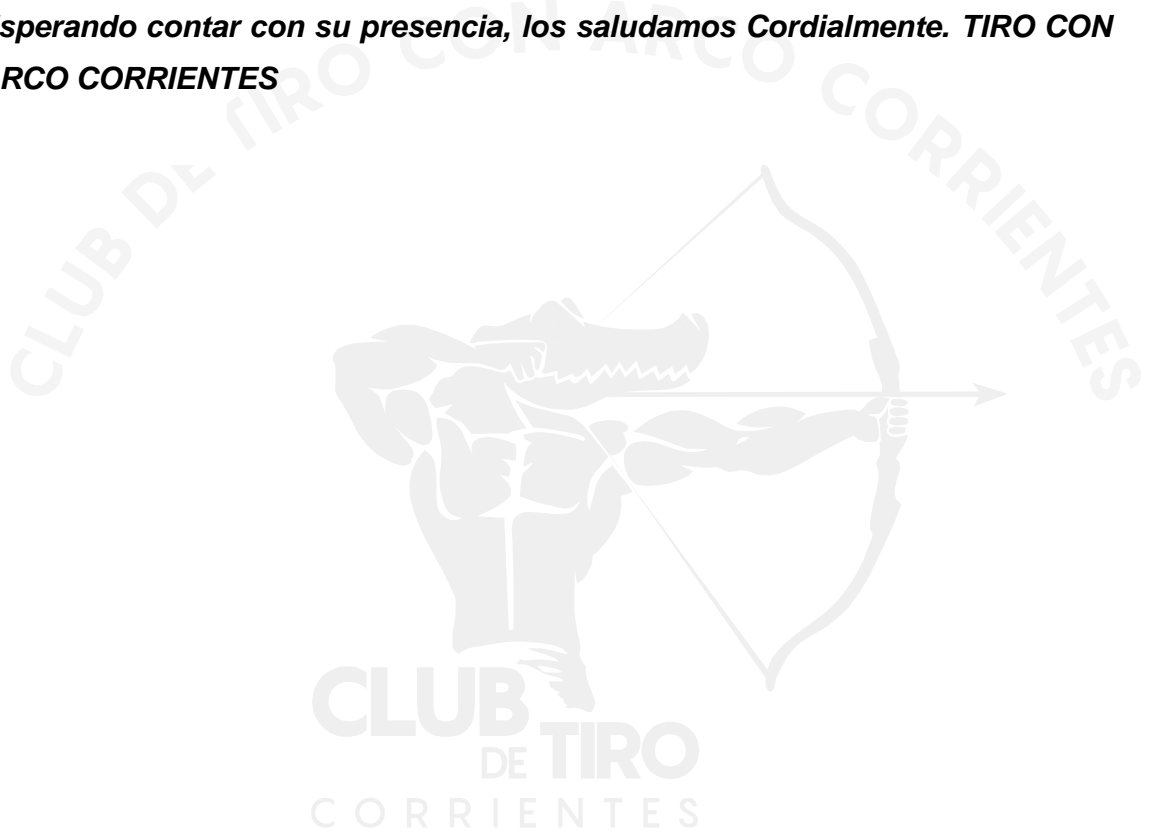 sperando contar con su presencia, los saludamos Cordialmente. TIRO CON
RCO CORRIENTES
CLUB DE TIRO CON ARCO CORRIENTES
CLUB
DE TIRO
CORRIENTES